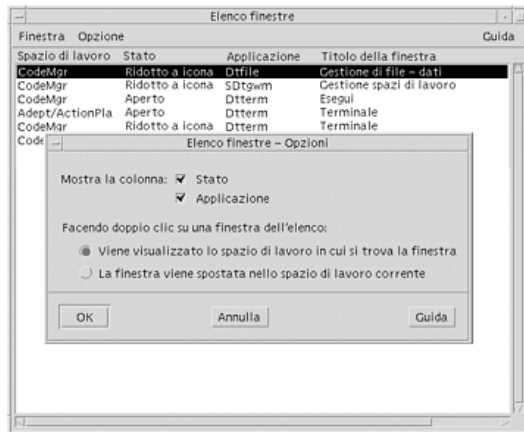 Elenco finestre
Finestra Opzione Guida
Spazio di lavoro Stato Applicazione Titolo della finestra
CodeMgr Ridotto a icona Dtfile Gestione di file – dati
CodeMgr Ridotto a icona SDtgwm Gestione spazi di lavoro
CodeMgr Aperto Dtterm Esegui
Adept/ActionPla Aperto Dtterm Terminale
CodeMgr Ridotto a icona Dtterm Terminale
Code
Elenco finestre – Opzioni
Mostra la colonna: Stato
Applicazione
Facendo doppio clic su una finestra dell'elenco:
Viene visualizzato lo spazio di lavoro in cui si trova la finestra
La finestra viene spostata nello spazio di lavoro corrente
OK Annulla Guida